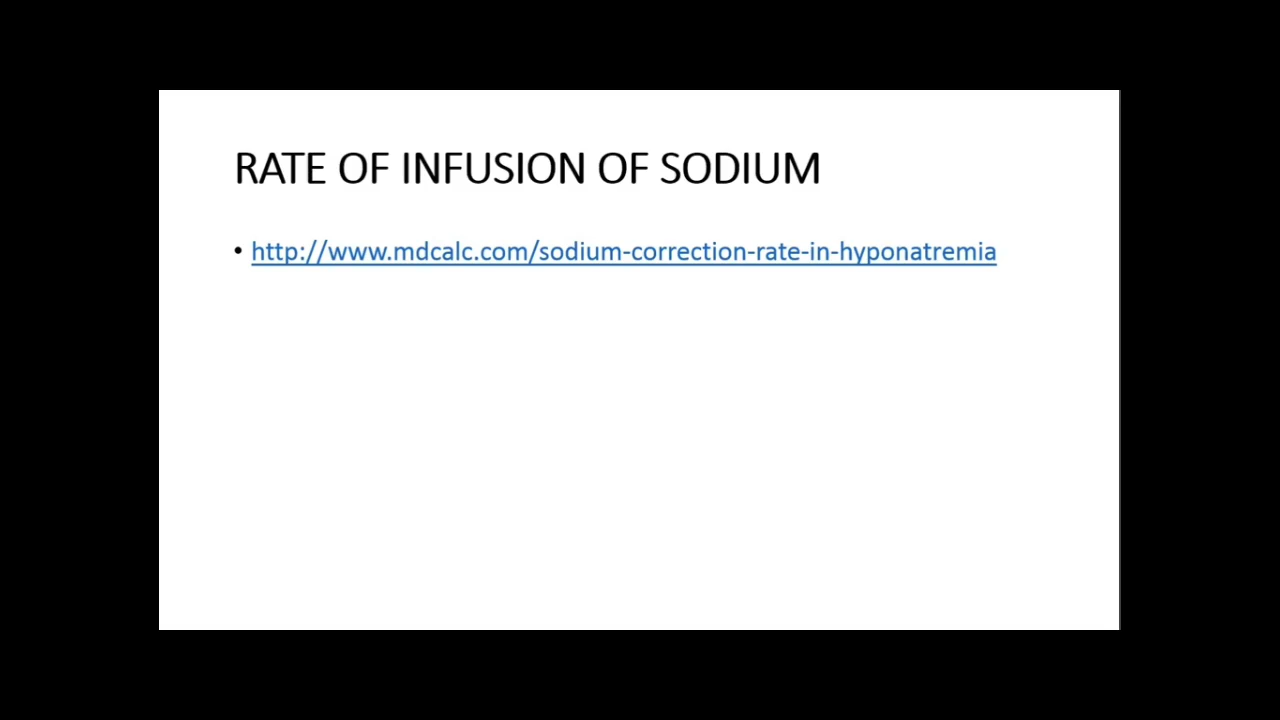 RATE OF INFUSION OF SODIUM
• http://www.mdcalc.com/sodium-correction-rate-in-hyponatremia